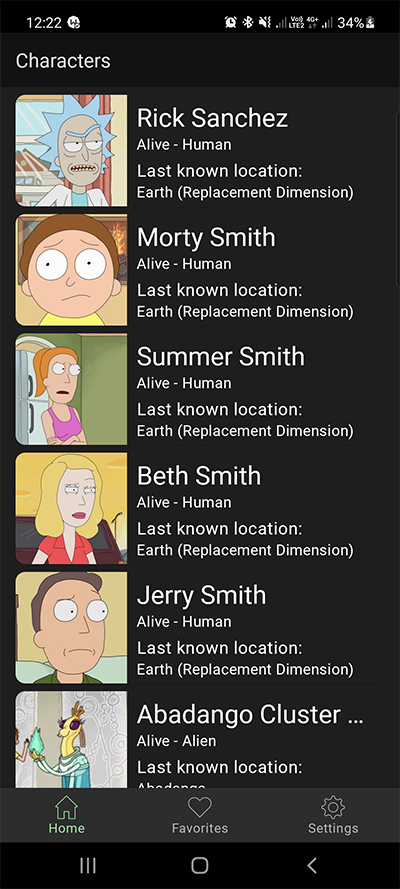 12:22 Vo) 4G+ 34%
LTE2
Characters
Rick Sanchez
Alive - Human
Last known location:
Earth (Replacement Dimension)
Morty Smith
Alive - Human
Last known location:
Earth (Replacement Dimension)
Summer Smith
Alive - Human
Last known location:
Earth (Replacement Dimension)
Beth Smith
Alive - Human
Last known location:
Earth (Replacement Dimension)
Jerry Smith
Alive - Human
Last known location:
Earth (Replacement Dimension)
Abadango Cluster ...
Alive - Alien
Last known location:
Abadango
Home Favorites Settings